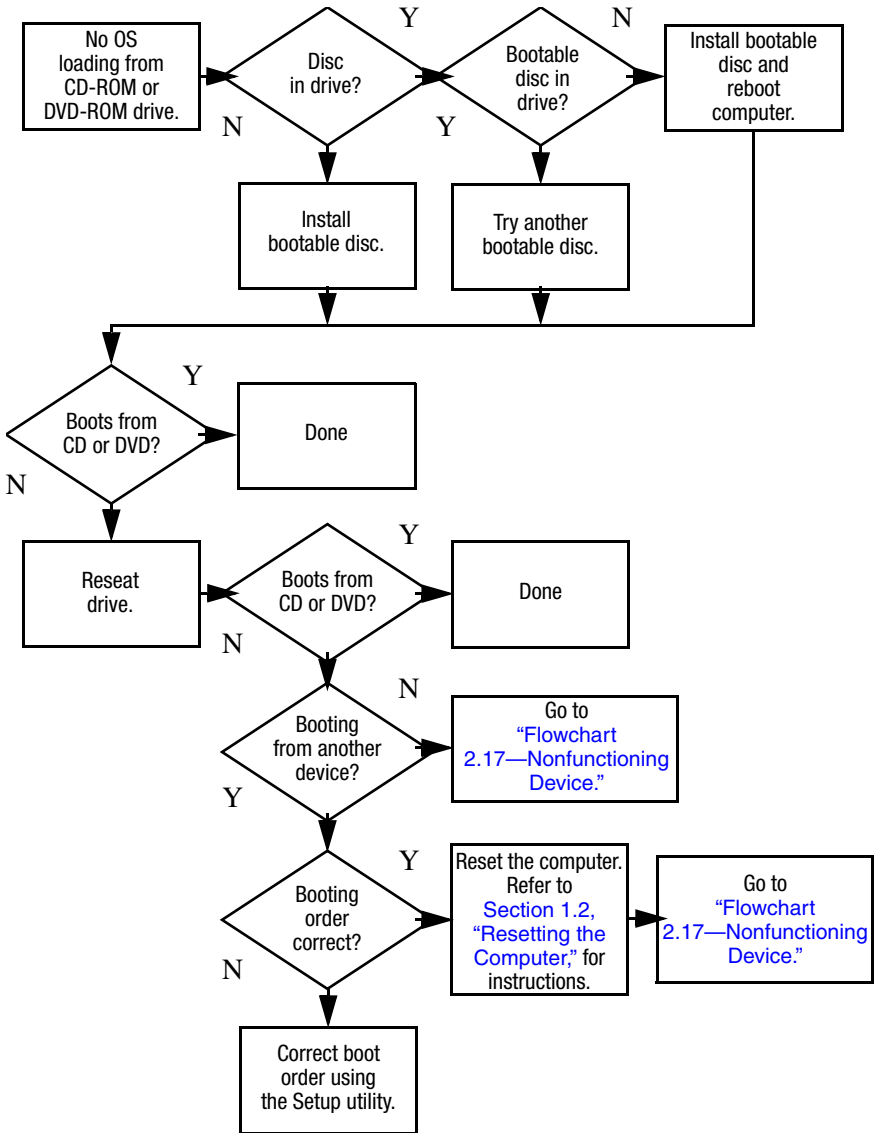 No OS
loading from
CD-ROM or
DVD-ROM drive.
Disc
in drive?
Y
N
Bootable
disc in
drive?
N
Y
Install bootable
disc and
reboot
computer.
Install
bootable disc.
Try another
bootable disc.
Boots from
CD or DVD?
Y
N
Done
Reseat
drive.
Boots from
CD or DVD?
Y
N
Done
Booting
from another
device?
N
Y
Go to
“Flowchart
2.17—Nonfunctioning
Device.”
Booting
order
correct?
Y
N
Reset the computer.
Refer to
Section 1.2,
“Resetting the
Computer,” for
instructions.
Go to
“Flowchart
2.17—Nonfunctioning
Device.”
Correct boot
order using
the Setup utility.